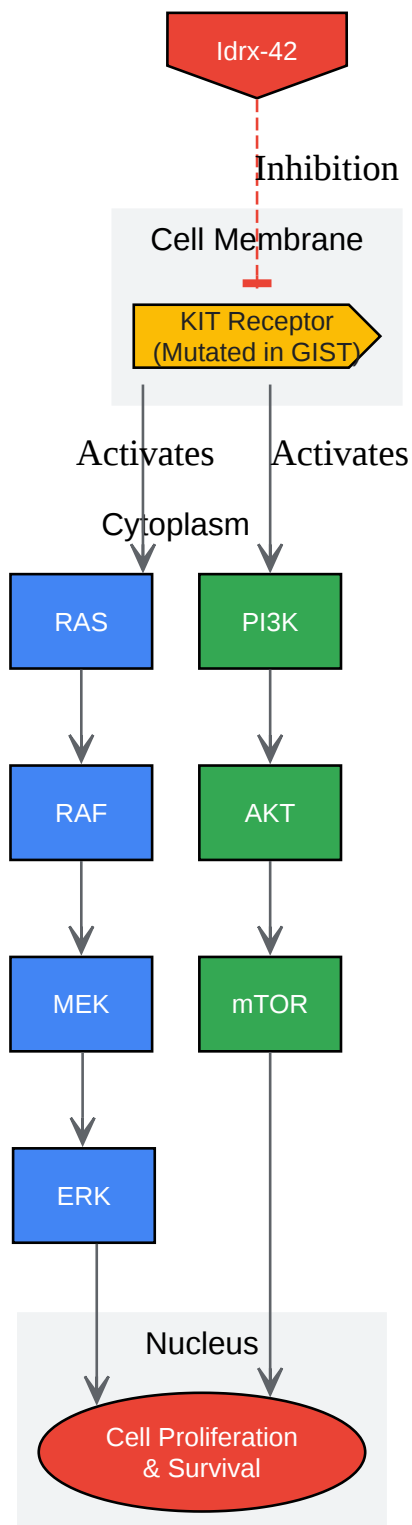 Idrx-42
Inhibition
Cell Membrane
KIT Receptor
(Mutated in GIST)
Activates
Activates
Cytoplasm
RAS
PI3K
RAF
AKT
MEK
mTOR
ERK
Nucleus
Cell Proliferation
& Survival